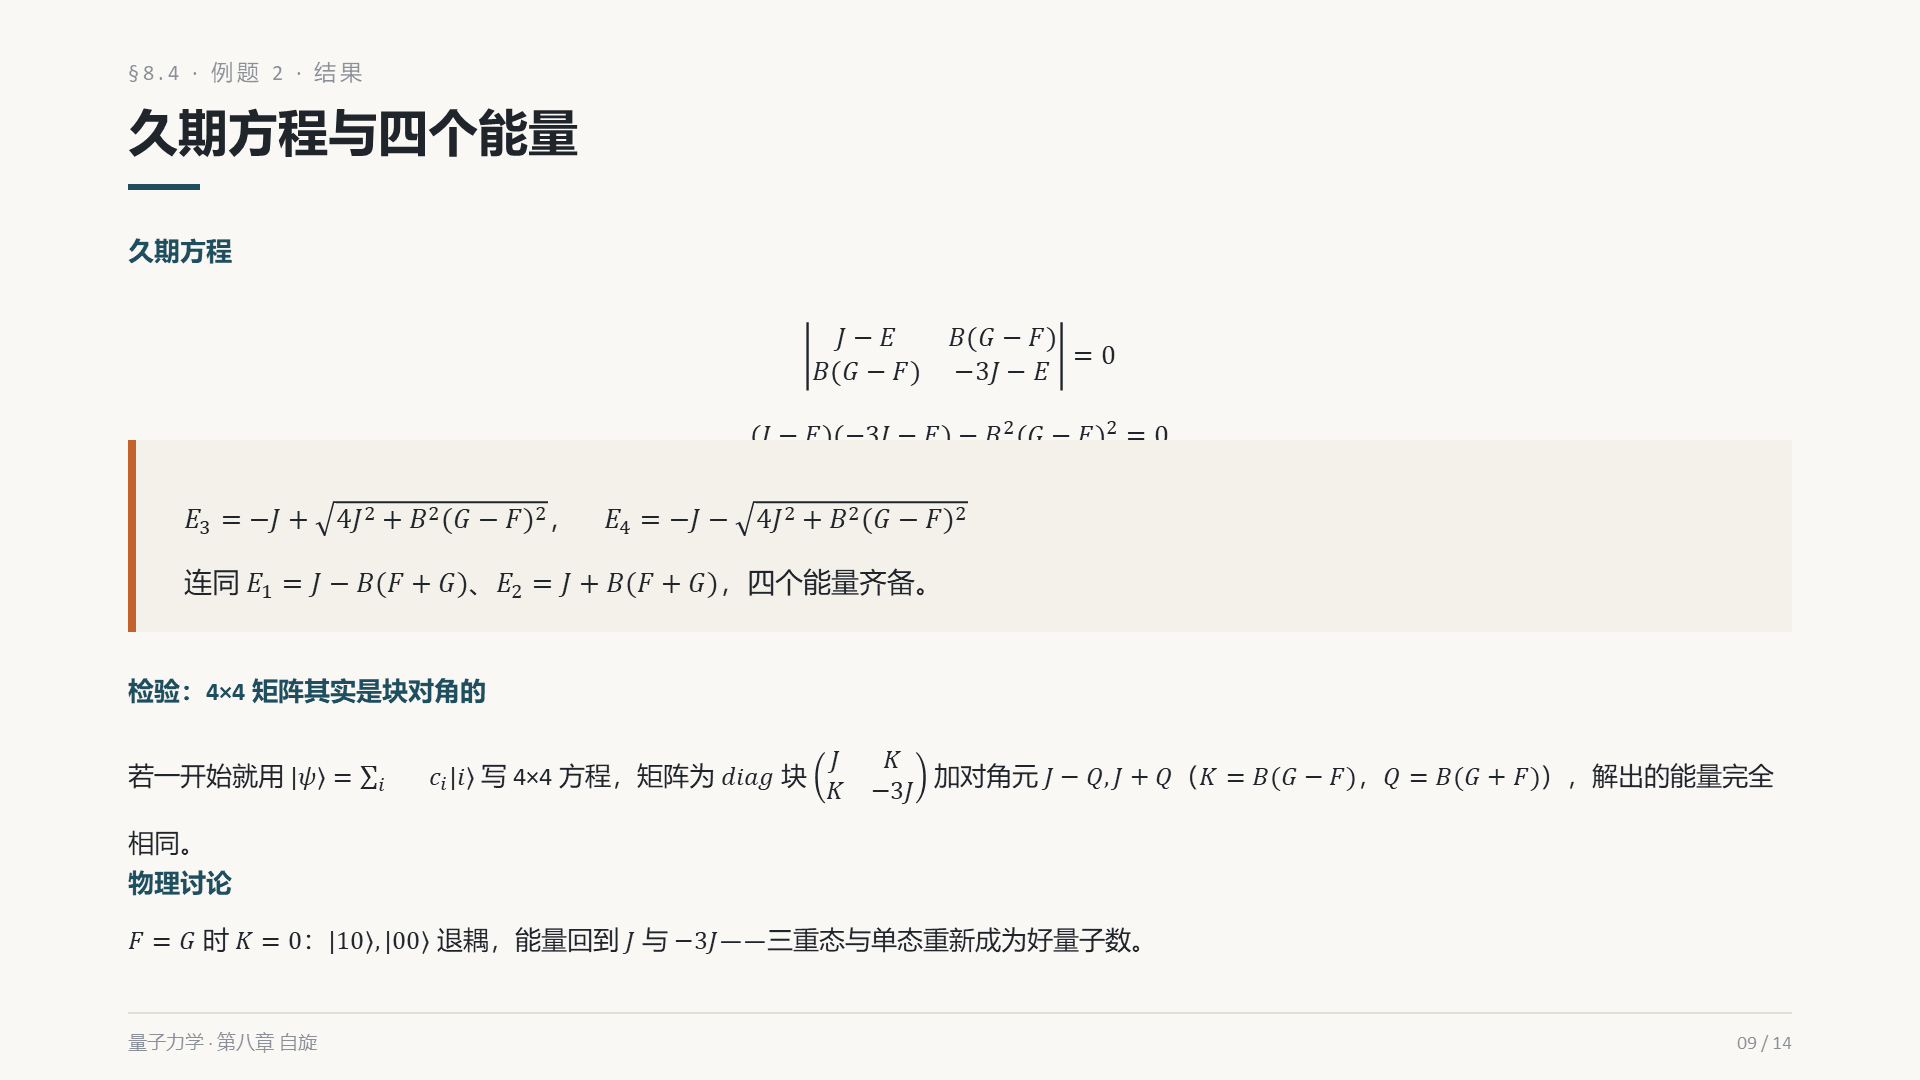 §8.4 · 例题 2 · 结果
久期方程与四个能量
久期方程
| J − E  B(G − F) |
| B(G − F)  −3J − E | = 0
(J − E)(−3J − E) − B²(G − F)² = 0
E₃ = −J + √(4J² + B²(G − F)²),  E₄ = −J − √(4J² + B²(G − F)²)
连同 E₁ = J − B(F + G)、E₂ = J + B(F + G)，四个能量齐备。
检验：4×4 矩阵其实是块对角的
若一开始就用 |ψ⟩ = ∑ᵢ cᵢ|i⟩ 写 4×4 方程，矩阵为 diag 块 (J K; K −3J) 加对角元 J − Q, J + Q（K = B(G − F)，Q = B(G + F)），解出的能量完全
相同。
物理讨论
F = G 时 K = 0：|10⟩, |00⟩ 退耦，能量回到 J 与 −3J——三重态与单态重新成为好量子数。
量子力学 · 第八章 自旋
09 / 14